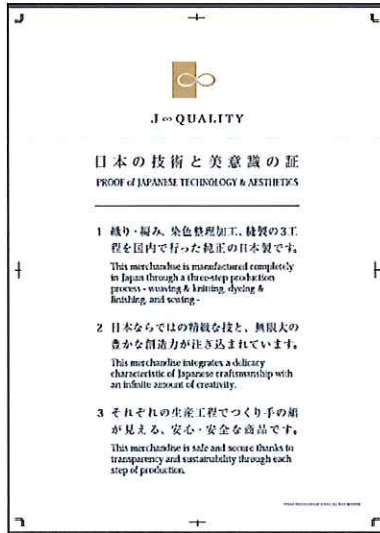 J∞QUALITY
日本の技術と美意識の証
PROOF of JAPANESE TECHNOLOGY & AESTHETICS
1 織り・編み、染色整理加工、縫製の3工
程を国内で行った純正の日本製です。
This merchandise is manufactured completely
in Japan through a three-step production
process - weaving & knitting, dyeing &
finishing, and sewing -
2 日本ならではの精緻な技と、無限大の
豊かな創造力が注ぎ込まれています。
This merchandise integrates a delicacy
characteristic of Japanese craftsmanship with
an infinite amount of creativity.
3 それぞれの生産工程でつくり手の顔
が見える、安心・安全な商品です。
This merchandise is safe and secure thanks to
transparency and sustainability through each
step of production.